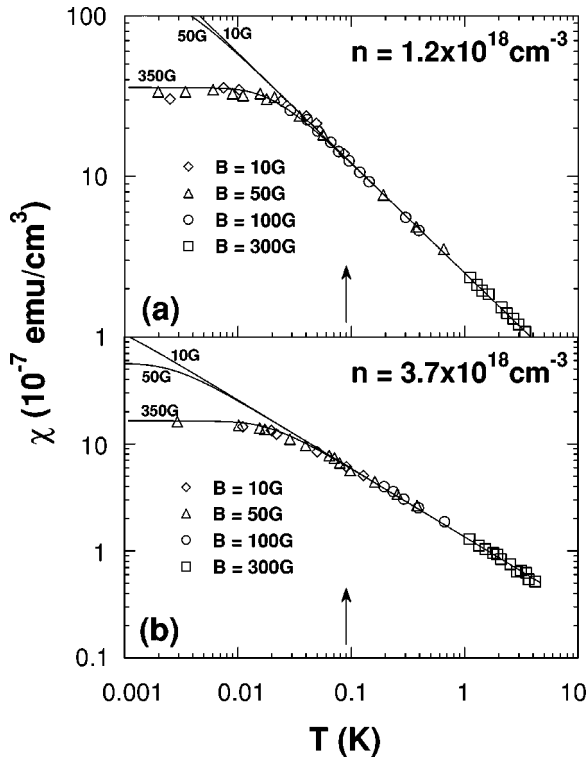 100
50G
10G
n = 1.2x10^18 cm^-3
350G
10
B = 10G
B = 50G
B = 100G
B = 300G
(a)
1
χ (10^-7 emu/cm^3)
10G
50G
n = 3.7x10^18 cm^-3
350G
10
B = 10G
B = 50G
B = 100G
B = 300G
1
(b)
0.1
0.001 0.01 0.1 1 10
T (K)